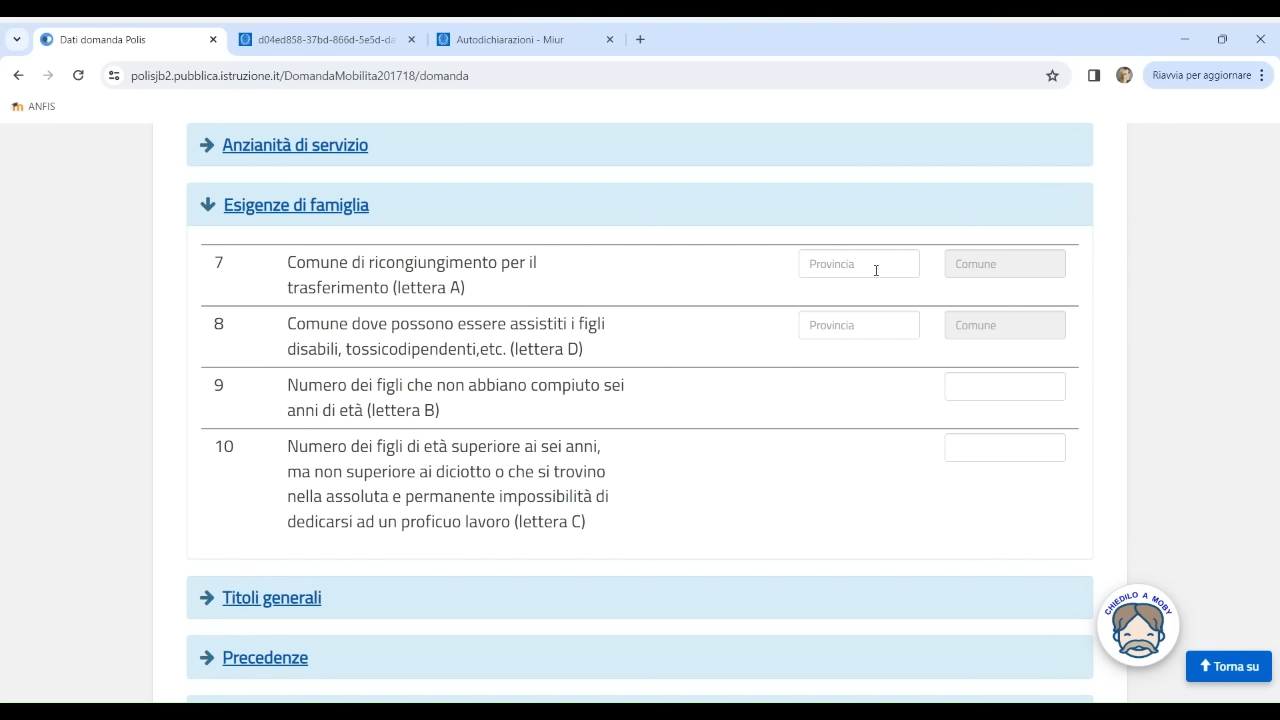 Dati domanda Polis
d04ed858-37bd-866d-5e5d-da
Autodichiarazioni - Miur
polisjb2.pubblica.istruzione.it/DomandaMobilita201718/domanda
Riavvia per aggiornare
ANFIS
Anzianità di servizio
Esigenze di famiglia
7 Comune di ricongiungimento per il Provincia Comune
trasferimento (lettera A)
8 Comune dove possono essere assistiti i figli Provincia Comune
disabili, tossicodipendenti,etc. (lettera D)
9 Numero dei figli che non abbiano compiuto sei
anni di età (lettera B)
10 Numero dei figli di età superiore ai sei anni,
ma non superiore ai diciotto o che si trovino
nella assoluta e permanente impossibilità di
dedicarsi ad un proficuo lavoro (lettera C)
Titoli generali
CHIEDILO A MOBY
Precedenze
Torna su